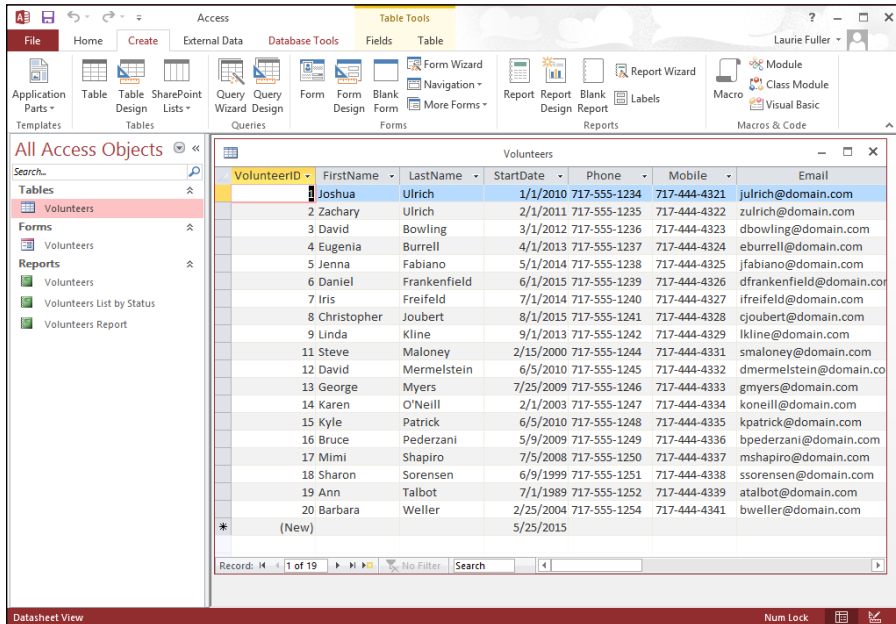 Access Table Tools ?
File Home Create External Data Database Tools Fields Table Laurie Fuller
Application Parts Table Table Design SharePoint Lists Query Wizard Query Design Form Form Design Blank Form Form Wizard Navigation More Forms Report Report Design Blank Report Report Wizard Labels Macro Module Class Module Visual Basic
Templates Tables Queries Forms Reports Macros & Code
All Access Objects
Search...
Tables
Volunteers
Forms
Volunteers
Reports
Volunteers
Volunteers List by Status
Volunteers Report
Volunteers
VolunteerID FirstName LastName StartDate Phone Mobile Email
1 Joshua Ulrich 1/1/2010 717-555-1234 717-444-4321 julrich@domain.com
2 Zachary Ulrich 2/1/2011 717-555-1235 717-444-4322 zulrich@domain.com
3 David Bowling 3/1/2012 717-555-1236 717-444-4323 dbowling@domain.com
4 Eugenia Burrell 4/1/2013 717-555-1237 717-444-4324 eburrell@domain.com
5 Jenna Fabiano 5/1/2014 717-555-1238 717-444-4325 jfabiano@domain.com
6 Daniel Frankenfield 6/1/2015 717-555-1239 717-444-4326 dfrankenfield@domain.cor
7 Iris Freifeld 7/1/2014 717-555-1240 717-444-4327 ifreifeld@domain.com
8 Christopher Joubert 8/1/2015 717-555-1241 717-444-4328 cjoubert@domain.com
9 Linda Kline 9/1/2013 717-555-1242 717-444-4329 lkline@domain.com
11 Steve Maloney 2/15/2000 717-555-1244 717-444-4331 smaloney@domain.com
12 David Mermelstein 6/5/2010 717-555-1245 717-444-4332 dmermelstein@domain.co
13 George Myers 7/25/2009 717-555-1246 717-444-4333 gmyers@domain.com
14 Karen O'Neill 2/1/2003 717-555-1247 717-444-4334 koneill@domain.com
15 Kyle Patrick 6/5/2010 717-555-1248 717-444-4335 kpatrick@domain.com
16 Bruce Pederzani 5/9/2009 717-555-1249 717-444-4336 bpederzani@domain.com
17 Mimi Shapiro 7/5/2008 717-555-1250 717-444-4337 mshapiro@domain.com
18 Sharon Sorensen 6/9/1999 717-555-1251 717-444-4338 ssorensen@domain.com
19 Ann Talbot 7/1/1989 717-555-1252 717-444-4339 atalbot@domain.com
20 Barbara Weller 2/25/2004 717-555-1254 717-444-4341 bweller@domain.com
(New) 5/25/2015
Record: 1 of 19 No Filter Search
Datasheet View Num Lock